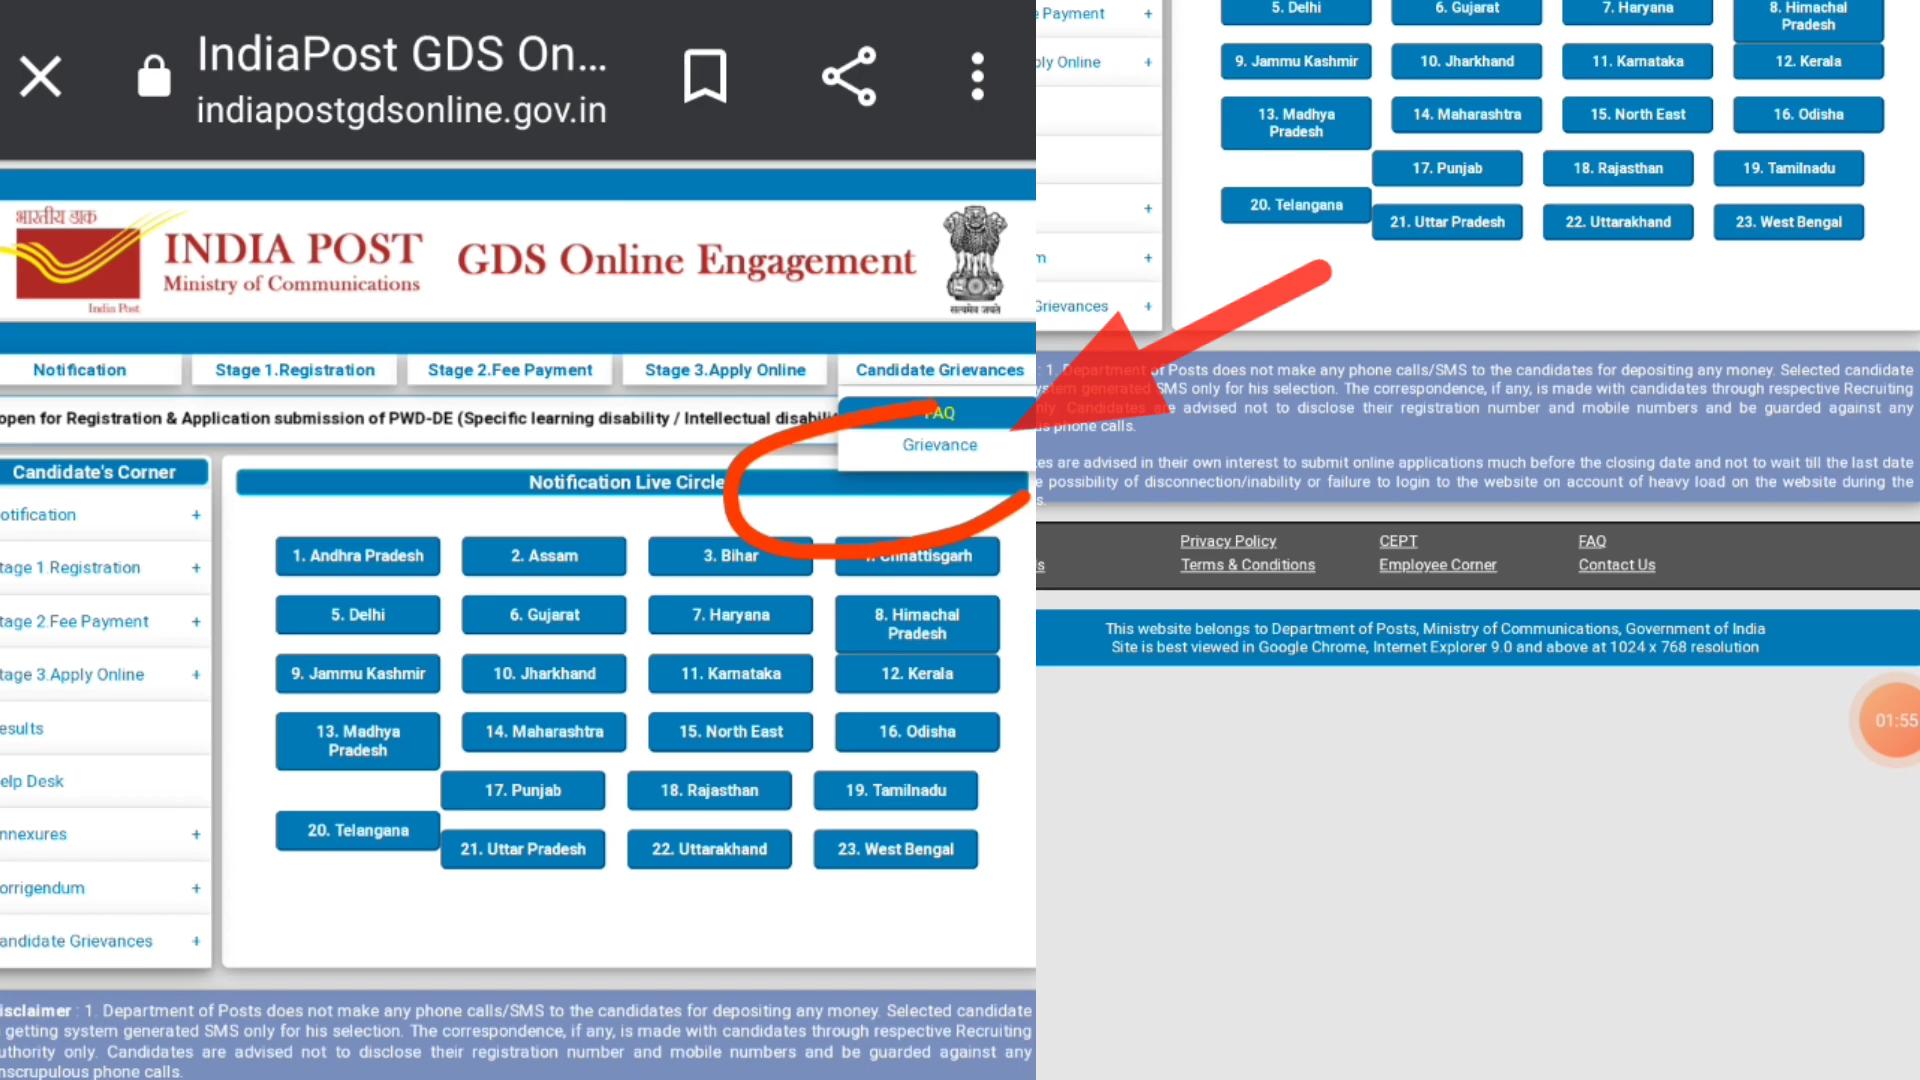 IndiaPost GDS On...
indiapostgdsonline.gov.in
भारतीय डाक
INDIA POST
Ministry of Communications
India Post
GDS Online Engagement
सत्यमेव जयते
Notification
Stage 1.Registration
Stage 2.Fee Payment
Stage 3.Apply Online
Candidate Grievances
open for Registration & Application submission of PWD-DE (Specific learning disability / Intellectual disabili
FAQ
Grievance
Candidate's Corner
otification +
tage 1.Registration +
tage 2.Fee Payment +
tage 3.Apply Online +
esults
elp Desk
nnexures +
orrigendum +
andidate Grievances +
Notification Live Circle
1. Andhra Pradesh
2. Assam
3. Bihar
Chhattisgarh
5. Delhi
6. Gujarat
7. Haryana
8. Himachal
Pradesh
9. Jammu Kashmir
10. Jharkhand
11. Karnataka
12. Kerala
13. Madhya
Pradesh
14. Maharashtra
15. North East
16. Odisha
17. Punjab
18. Rajasthan
19. Tamilnadu
20. Telangana
21. Uttar Pradesh
22. Uttarakhand
23. West Bengal
isclaimer : 1. Department of Posts does not make any phone calls/SMS to the candidates for depositing any money. Selected candidate
getting system generated SMS only for his selection. The correspondence, if any, is made with candidates through respective Recruiting
uthority only. Candidates are advised not to disclose their registration number and mobile numbers and be guarded against any
nscrupulous phone calls.
e Payment +
ply Online +
+
m +
Grievances +
5. Delhi
6. Gujarat
7. Haryana
8. Himachal
Pradesh
9. Jammu Kashmir
10. Jharkhand
11. Karnataka
12. Kerala
13. Madhya
Pradesh
14. Maharashtra
15. North East
16. Odisha
17. Punjab
18. Rajasthan
19. Tamilnadu
20. Telangana
21. Uttar Pradesh
22. Uttarakhand
23. West Bengal
: 1. Department of Posts does not make any phone calls/SMS to the candidates for depositing any money. Selected candidate
ystem generated SMS only for his selection. The correspondence, if any, is made with candidates through respective Recruiting
nly. Candidates are advised not to disclose their registration number and mobile numbers and be guarded against any
us phone calls.
es are advised in their own interest to submit online applications much before the closing date and not to wait till the last date
e possibility of disconnection/inability or failure to login to the website on account of heavy load on the website during the
s.
Privacy Policy
CEPT
FAQ
Us
Terms & Conditions
Employee Corner
Contact Us
This website belongs to Department of Posts, Ministry of Communications, Government of India
Site is best viewed in Google Chrome, Internet Explorer 9.0 and above at 1024 x 768 resolution
01:55